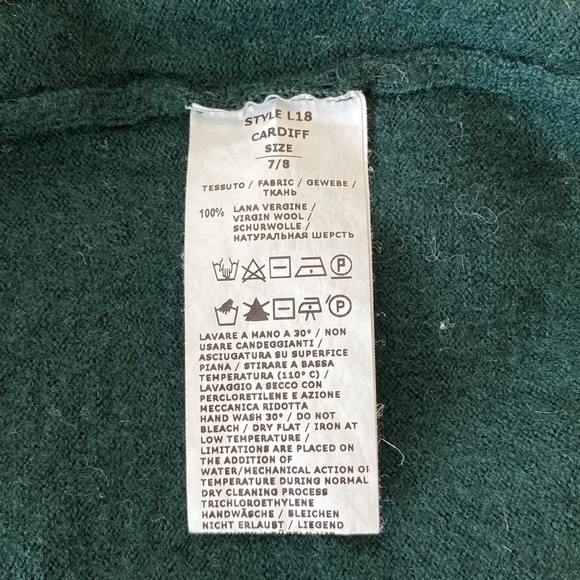 STYLE L18
CARDIFF
SIZE
7/8
TESSUTO / FABRIC / GEWEBE /
ТКАНЬ
100% LANA VERGINE /
VIRGIN WOOL /
SCHURWOLLE /
НАТУРАЛЬНАЯ ШЕРСТЬ
P
P
LAVARE A MANO A 30° / NON
USARE CANDEGGIANTI /
ASCIUGATURA SU SUPERFICE
PIANA / STIRARE A BASSA
TEMPERATURA (110° C) /
LAVAGGIO A SECCO CON
PERCLORETILENE E AZIONE
MECCANICA RIDOTTA
HAND WASH 30° / DO NOT
BLEACH / DRY FLAT / IRON AT
LOW TEMPERATURE /
LIMITATIONS ARE PLACED ON
THE ADDITION OF
WATER/MECHANICAL ACTION OR
TEMPERATURE DURING NORMAL
DRY CLEANING PROCESS
TRICHLOROETHYLENE
HANDWÄSCHE / BLEICHEN
NICHT ERLAUBT / LIEGEND